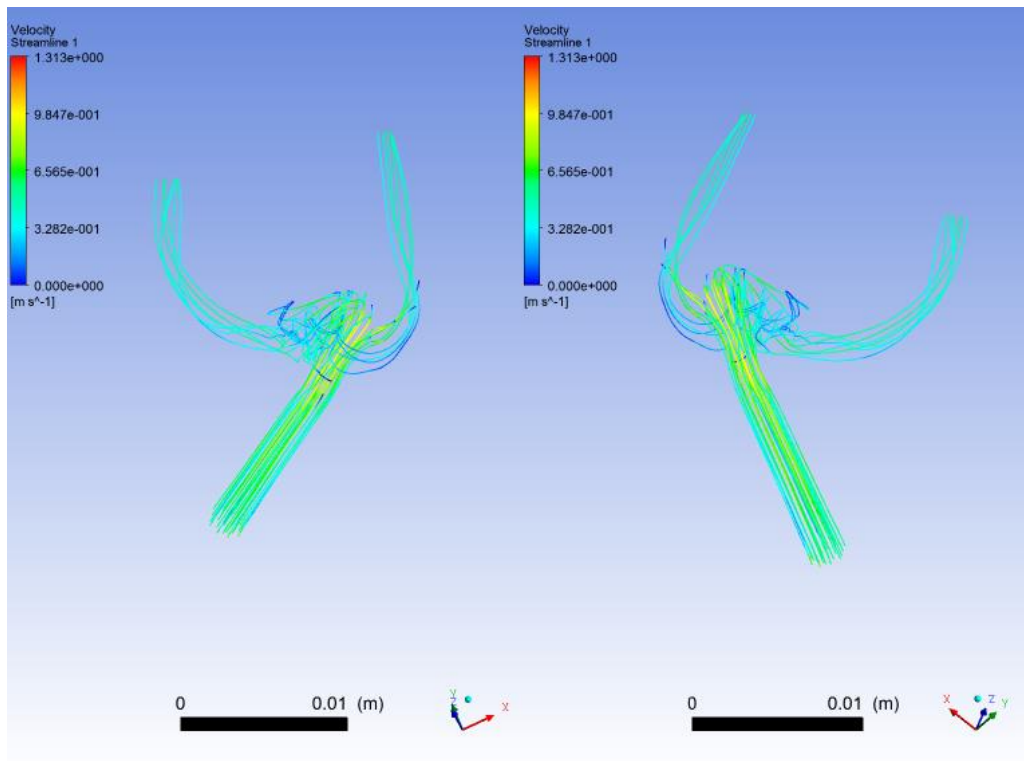 Velocity
Streamline 1
1.313e+000
9.847e-001
6.565e-001
3.282e-001
0.000e+000
[m s^-1]
0 0.01 (m)
Y
Z
X
Velocity
Streamline 1
1.313e+000
9.847e-001
6.565e-001
3.282e-001
0.000e+000
[m s^-1]
0 0.01 (m)
X
Z
Y